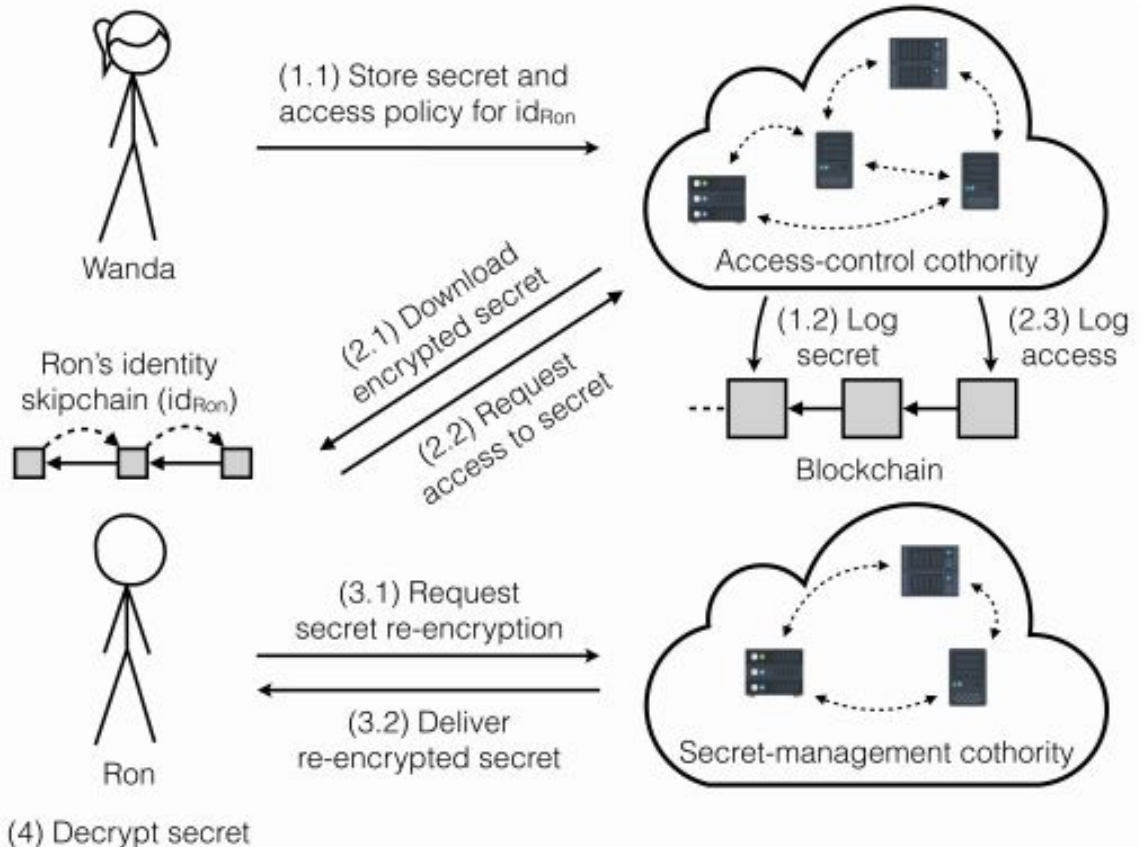 (1.1) Store secret and
access policy for idRon
Wanda
Access-control cothority
(2.1) Download
encrypted secret
(2.2) Request
access to secret
(1.2) Log
secret
(2.3) Log
access
Ron's identity
skipchain (idRon)
Blockchain
(3.1) Request
secret re-encryption
(3.2) Deliver
re-encrypted secret
Secret-management cothority
Ron
(4) Decrypt secret